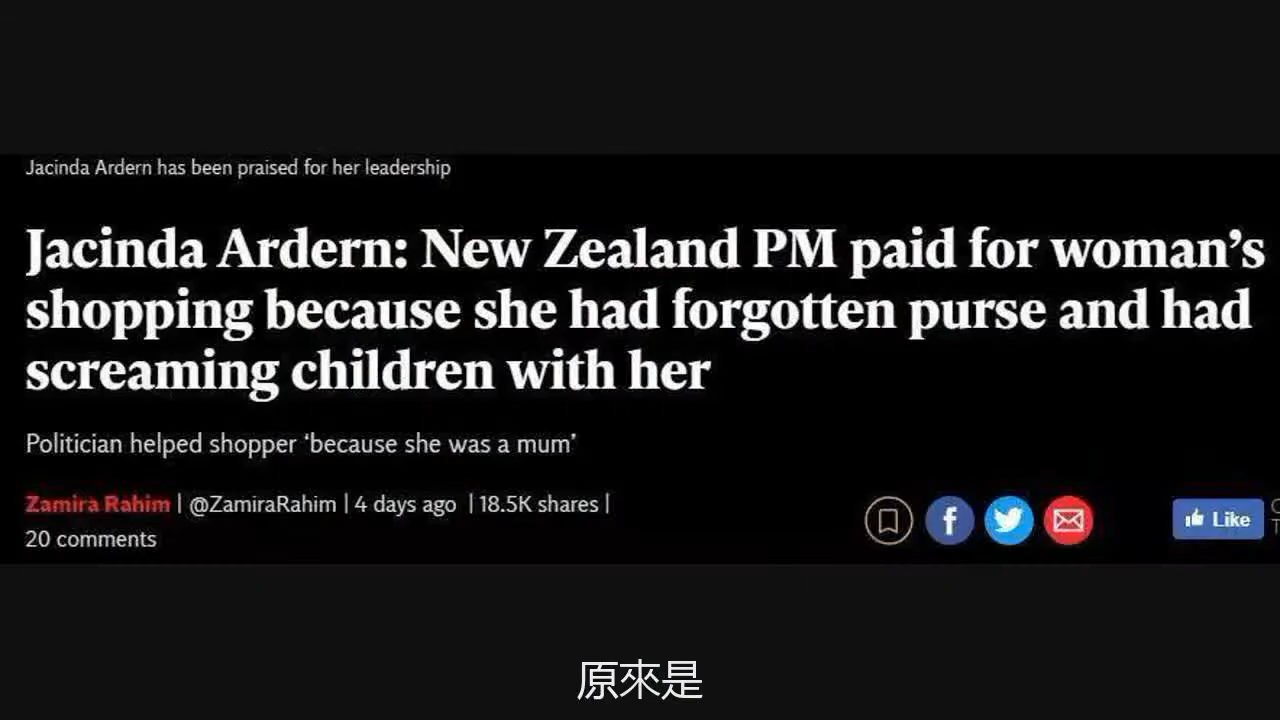 Jacinda Ardern has been praised for her leadership
Jacinda Ardern: New Zealand PM paid for woman’s
shopping because she had forgotten purse and had
screaming children with her
Politician helped shopper ‘because she was a mum’
Zamira Rahim | @ZamiraRahim | 4 days ago | 18.5K shares |
20 comments
f
Like
原來是